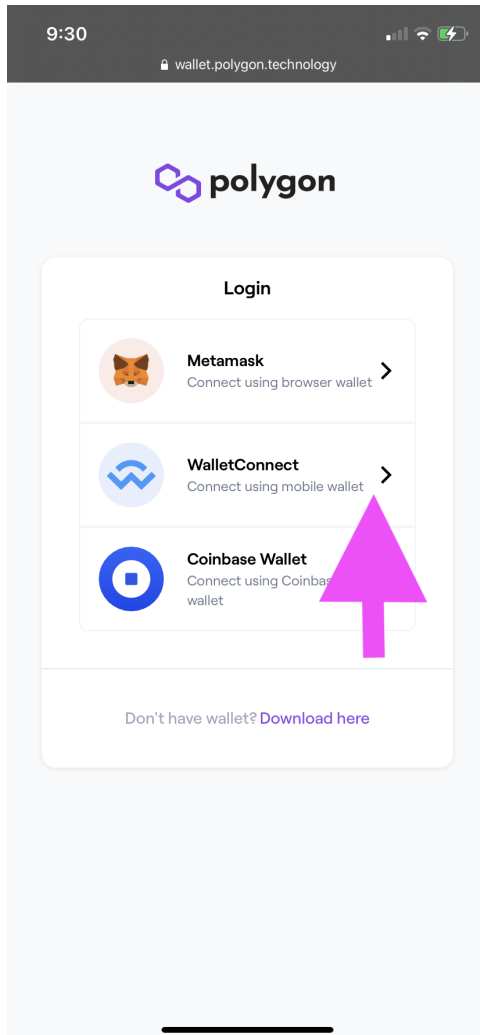 9:30
wallet.polygon.technology
polygon
Login
Metamask
Connect using browser wallet
WalletConnect
Connect using mobile wallet
Coinbase Wallet
Connect using
wallet
Don't have wallet? Download here